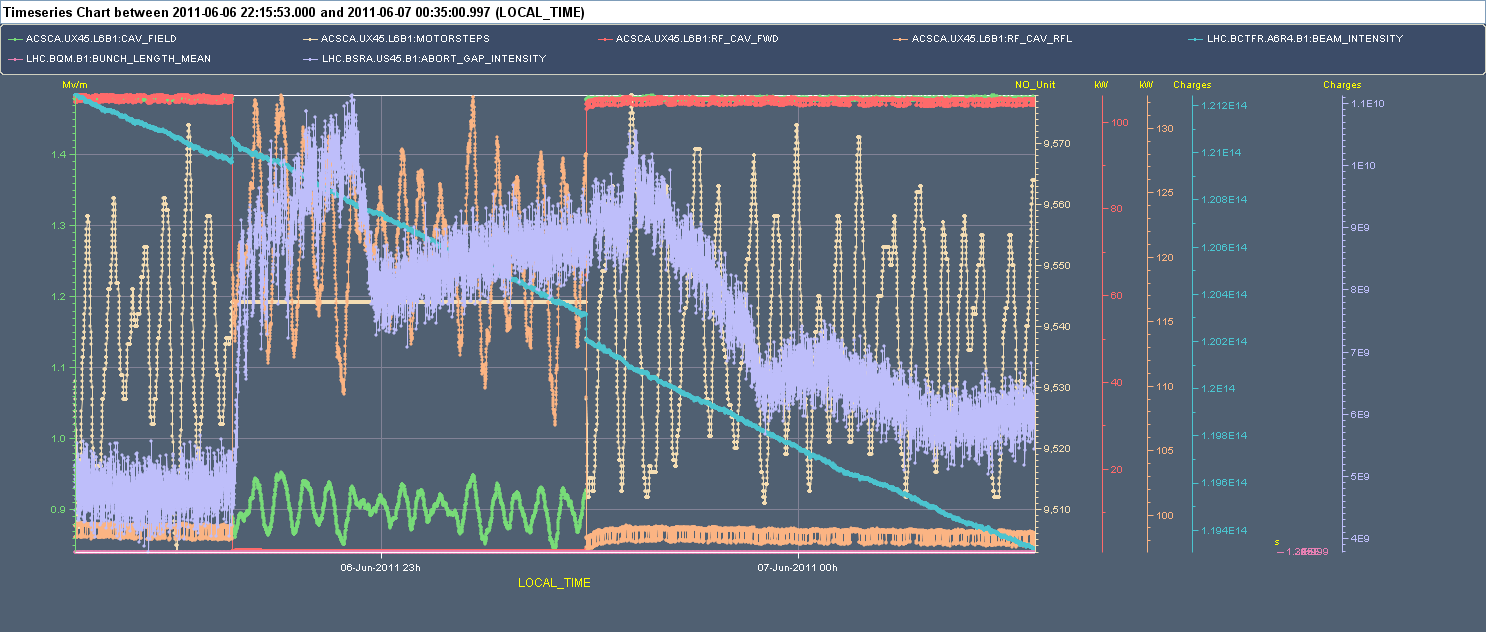 Timeseries Chart between 2011-06-06 22:15:53.000 and 2011-06-07 00:35:00.997 (LOCAL_TIME)
ACSCA.UX45.L6B1:CAV_FIELD ACSCA.UX45.L6B1:MOTORSTEPS ACSCA.UX45.L6B1:RF_CAV_FWD ACSCA.UX45.L6B1:RF_CAV_RFL LHC.BCTFR.A6R4.B1:BEAM_INTENSITY
LHC.BQM.B1:BUNCH_LENGTH_MEAN LHC.BSRA.US45.B1:ABORT_GAP_INTENSITY
Mv/m NO_Unit kW kW Charges Charges
1.212E14 1.1E10
100 130
9,570
1.4 1.21E14 1E10
125
9,560 80 1.208E14
1.3 9E9
1.206E14
9,550 120
1.2 60 1.204E14 8E9
115
9,540 1.202E14
7E9
1.1
9,530 40 110 1.2E14
6E9
1.0 1.198E14
9,520 105
20 5E9
1.196E14
0.9 9,510 100
1.194E14 4E9
s
06-Jun-2011 23h 07-Jun-2011 00h
LOCAL_TIME